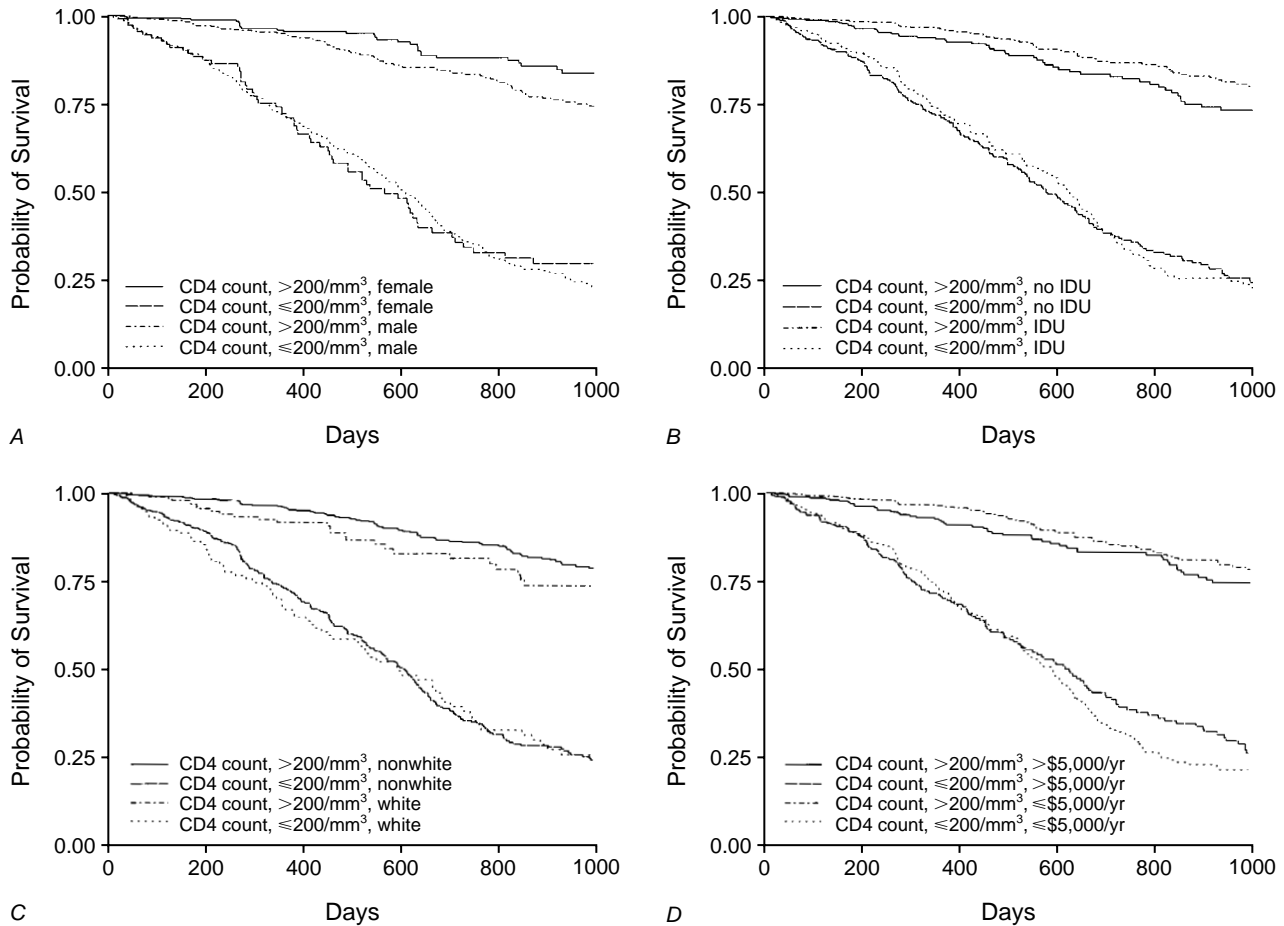 1.00
0.75
0.50
0.25
0.00
Probability of Survival
CD4 count, >200/mm³, female
CD4 count, ⩽200/mm³, female
CD4 count, >200/mm³, male
CD4 count, ⩽200/mm³, male
0 200 400 600 800 1000
Days
A
1.00
0.75
0.50
0.25
0.00
Probability of Survival
CD4 count, >200/mm³, no IDU
CD4 count, ⩽200/mm³, no IDU
CD4 count, >200/mm³, IDU
CD4 count, ⩽200/mm³, IDU
0 200 400 600 800 1000
Days
B
1.00
0.75
0.50
0.25
0.00
Probability of Survival
CD4 count, >200/mm³, nonwhite
CD4 count, ⩽200/mm³, nonwhite
CD4 count, >200/mm³, white
CD4 count, ⩽200/mm³, white
0 200 400 600 800 1000
Days
C
1.00
0.75
0.50
0.25
0.00
Probability of Survival
CD4 count, >200/mm³, >$5,000/yr
CD4 count, ⩽200/mm³, >$5,000/yr
CD4 count, >200/mm³, ⩽$5,000/yr
CD4 count, ⩽200/mm³, ⩽$5,000/yr
0 200 400 600 800 1000
Days
D